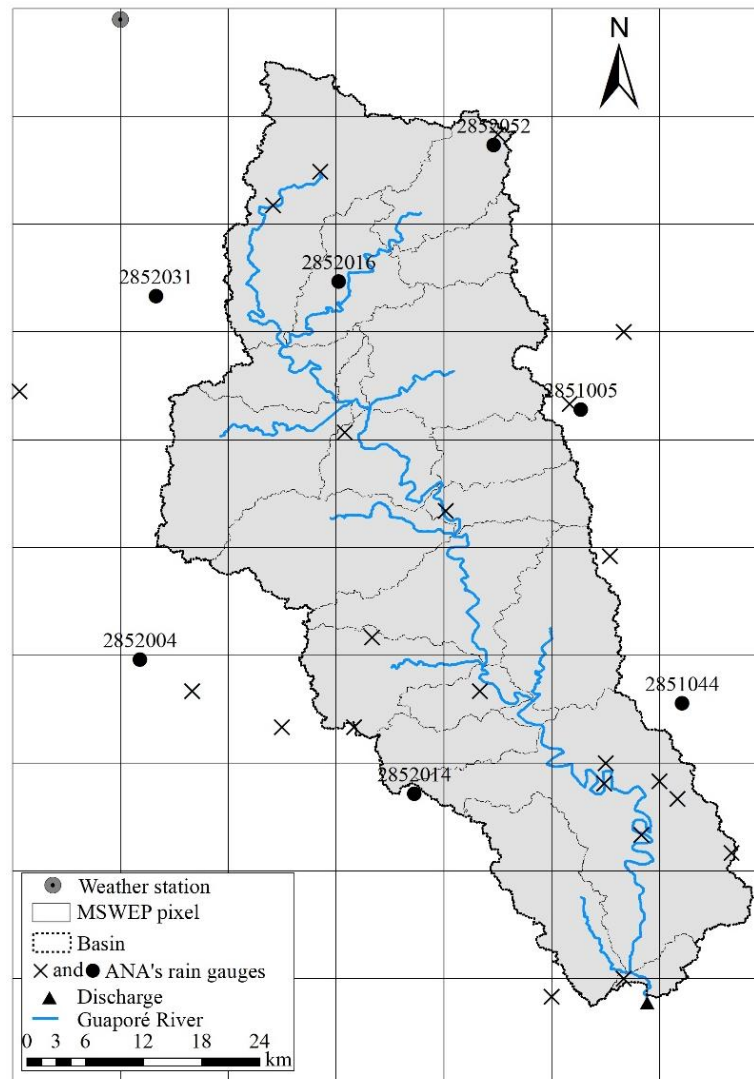 N
2852052
2852031
2852016
2851005
2852004
2851044
2852014
Weather station
MSWEP pixel
Basin
and ANA's rain gauges
Discharge
Guaporé River
0 3 6 12 18 24
km